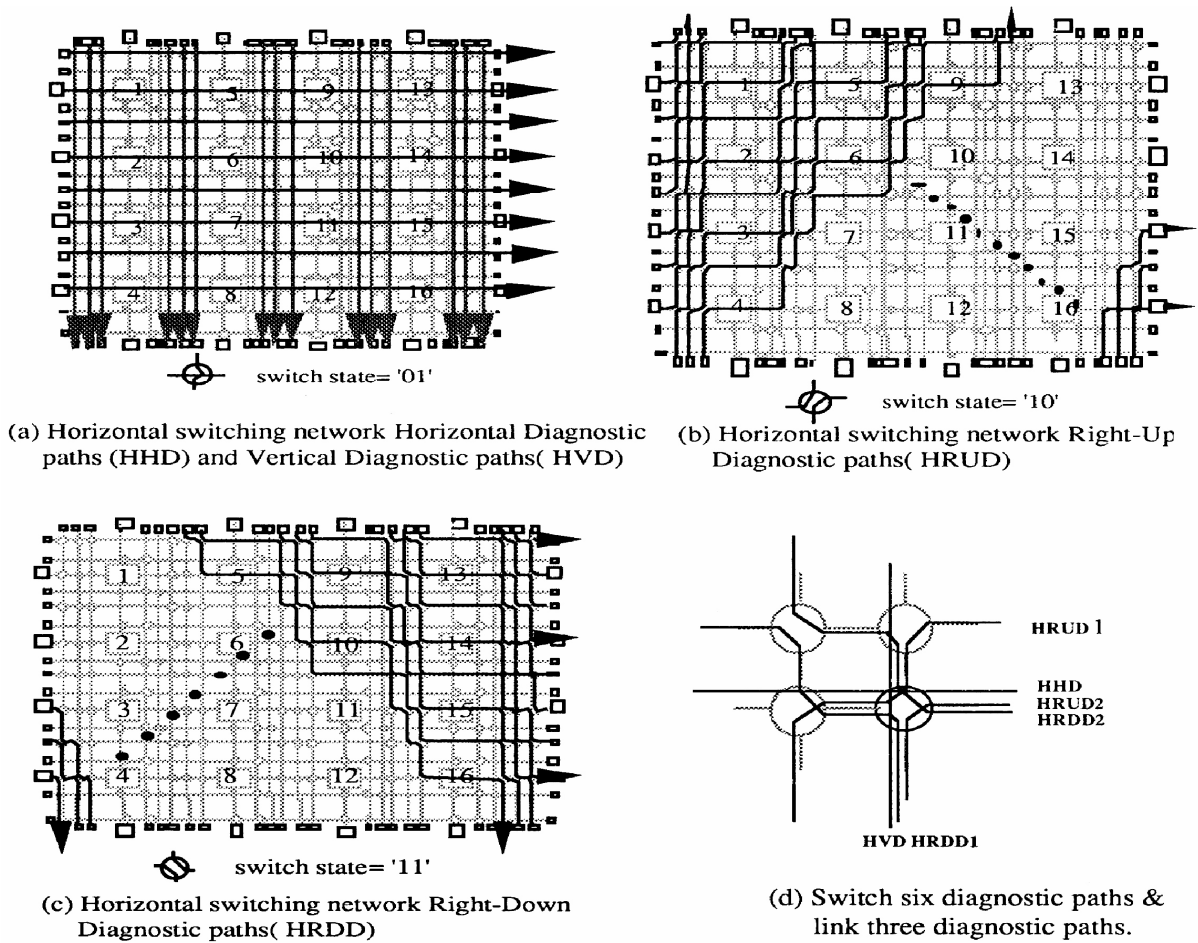 1 5 9 13
2 6 10 14
3 7 11 15
4 8 12 16
switch state= '01'
(a) Horizontal switching network Horizontal Diagnostic
paths (HHD) and Vertical Diagnostic paths( HVD)
1 5 9 13
2 6 10 14
3 7 11 15
4 8 12 16
switch state= '10'
(b) Horizontal switching network Right-Up
Diagnostic paths( HRUD)
1 5 9 13
2 6 10 14
3 7 11 15
4 8 12 16
switch state= '11'
(c) Horizontal switching network Right-Down
Diagnostic paths( HRDD)
HRUD 1
HHD
HRUD2
HRDD2
HVD HRDD1
(d) Switch six diagnostic paths &
link three diagnostic paths.